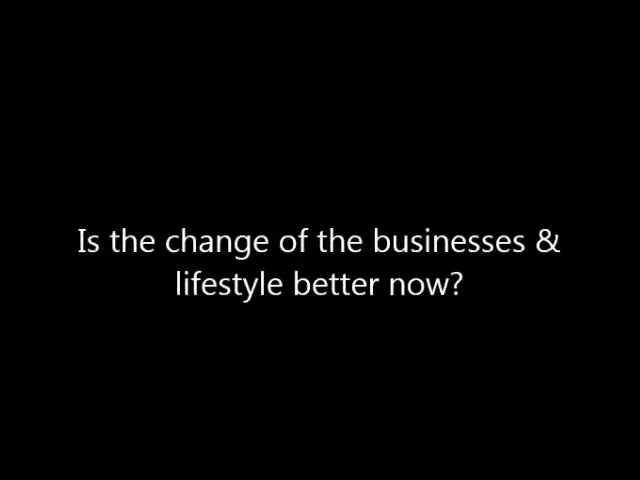 Is the change of the businesses &
lifestyle better now?